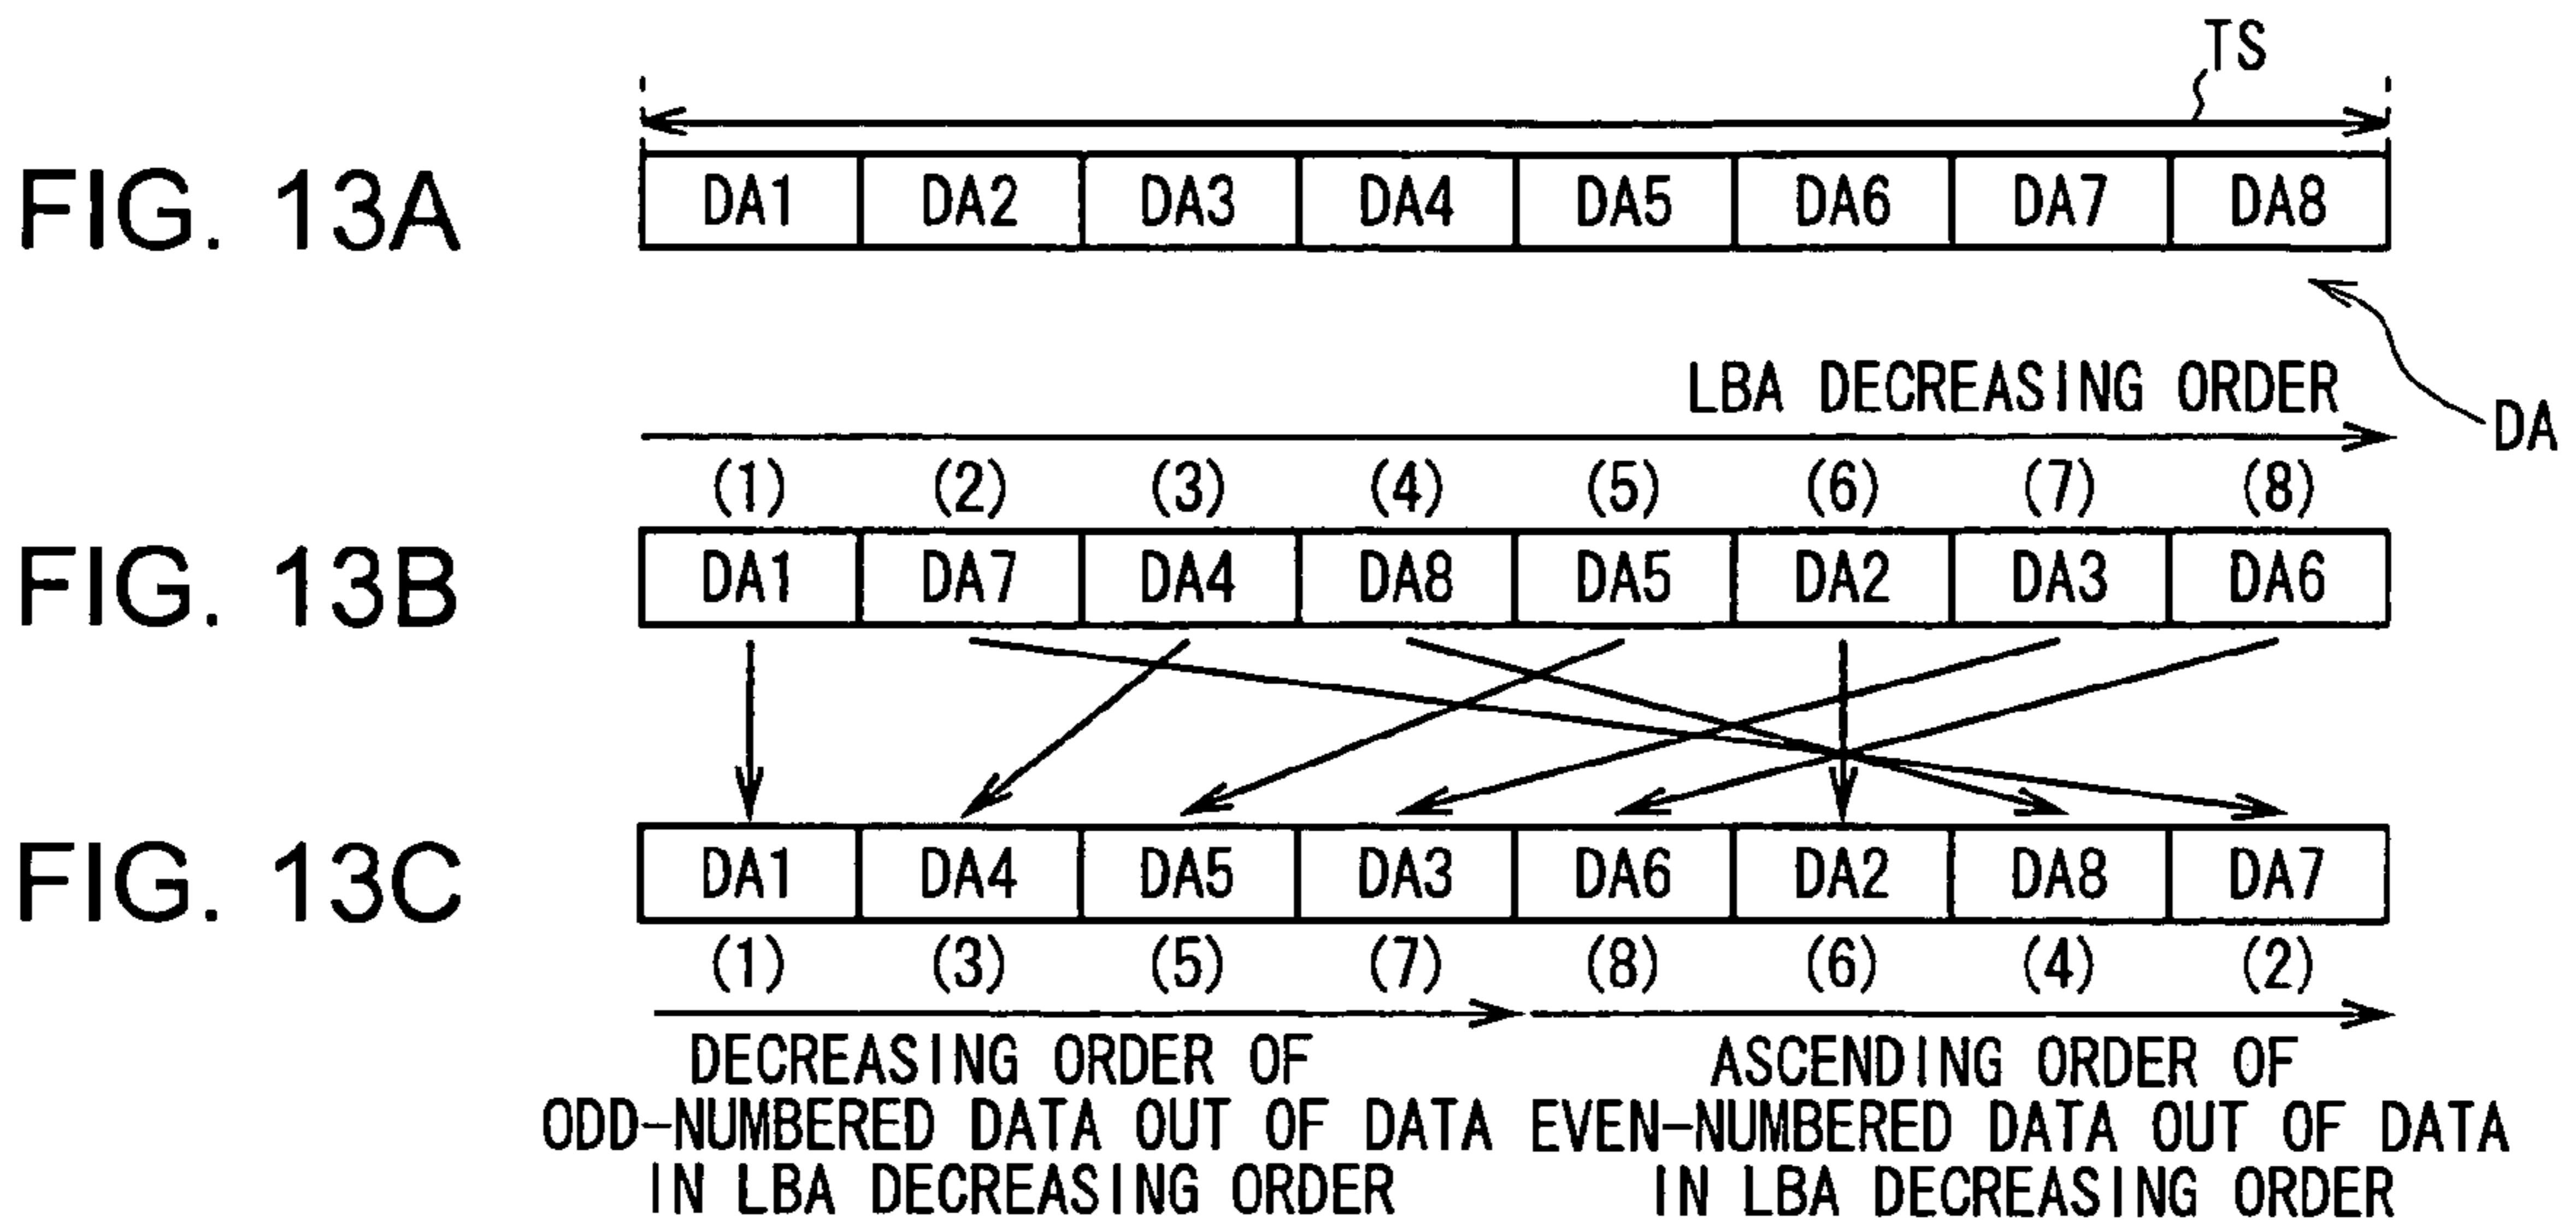 TS
FIG. 13A DA1 DA2 DA3 DA4 DA5 DA6 DA7 DA8
LBA DECREASING ORDER
DA
(1) (2) (3) (4) (5) (6) (7) (8)
FIG. 13B DA1 DA7 DA4 DA8 DA5 DA2 DA3 DA6
FIG. 13C DA1 DA4 DA5 DA3 DA6 DA2 DA8 DA7
(1) (3) (5) (7) (8) (6) (4) (2)
DECREASING ORDER OF
ODD-NUMBERED DATA OUT OF DATA
IN LBA DECREASING ORDER
ASCENDING ORDER OF
EVEN-NUMBERED DATA OUT OF DATA
IN LBA DECREASING ORDER